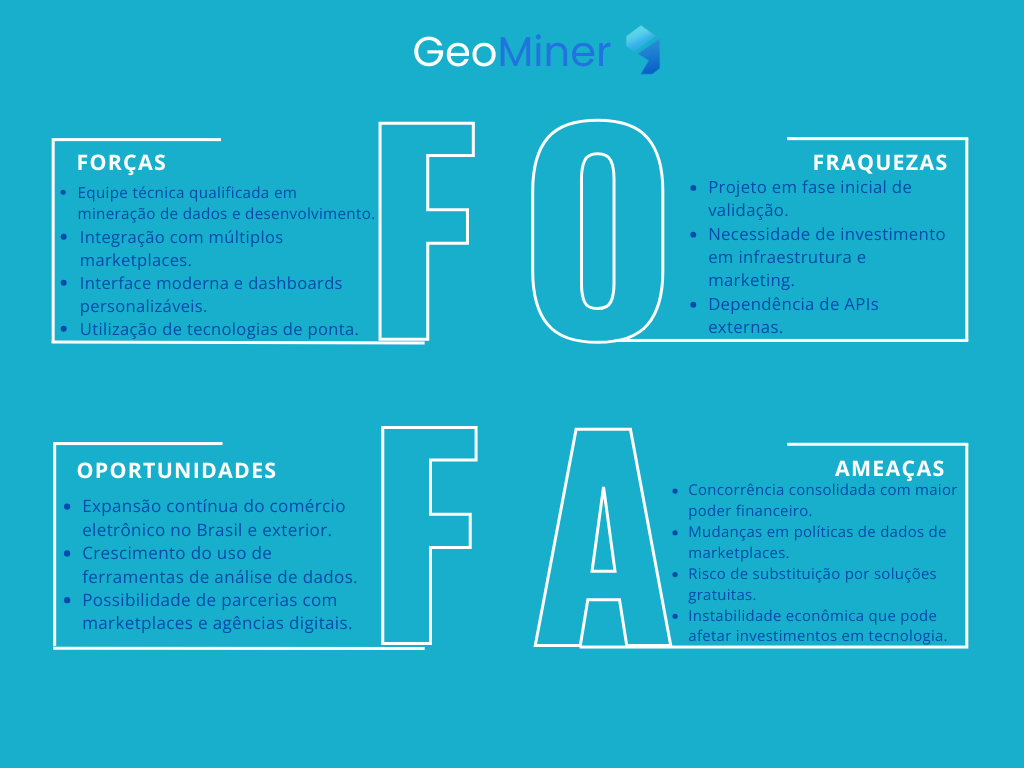 GeoMiner
F
FORÇAS
• Equipe técnica qualificada em
mineração de dados e desenvolvimento.
• Integração com múltiplos
marketplaces.
• Interface moderna e dashboards
personalizáveis.
• Utilização de tecnologias de ponta.
O
FRAQUEZAS
• Projeto em fase inicial de
validação.
• Necessidade de investimento
em infraestrutura e
marketing.
• Dependência de APIs
externas.
F
OPORTUNIDADES
• Expansão contínua do comércio
eletrônico no Brasil e exterior.
• Crescimento do uso de
ferramentas de análise de dados.
• Possibilidade de parcerias com
marketplaces e agências digitais.
A
AMEAÇAS
• Concorrência consolidada com maior
poder financeiro.
• Mudanças em políticas de dados de
marketplaces.
• Risco de substituição por soluções
gratuitas.
• Instabilidade econômica que pode
afetar investimentos em tecnologia.